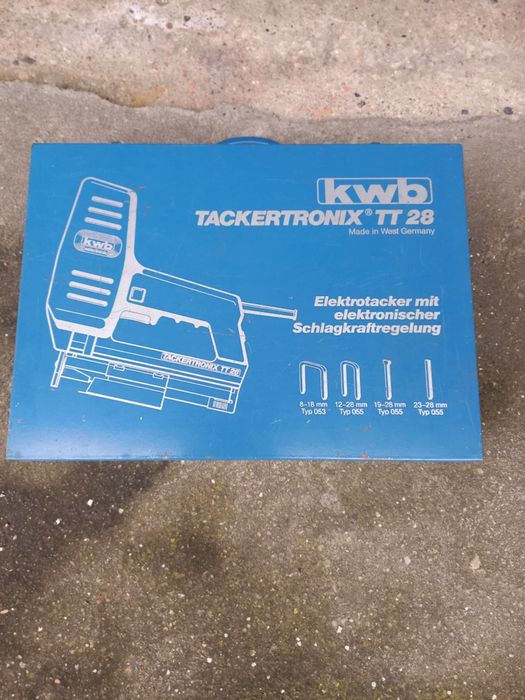 kwb
TACKERTRONIX® TT 28
Made in West Germany
kwb
Elektrotacker mit
elektronischer
Schlagkraftregelung
TACKERTRONIX TT 28
8–18 mm 12–28 mm 19–28 mm 23–28 mm
Typ 053 Typ 055 Typ 055 Typ 055